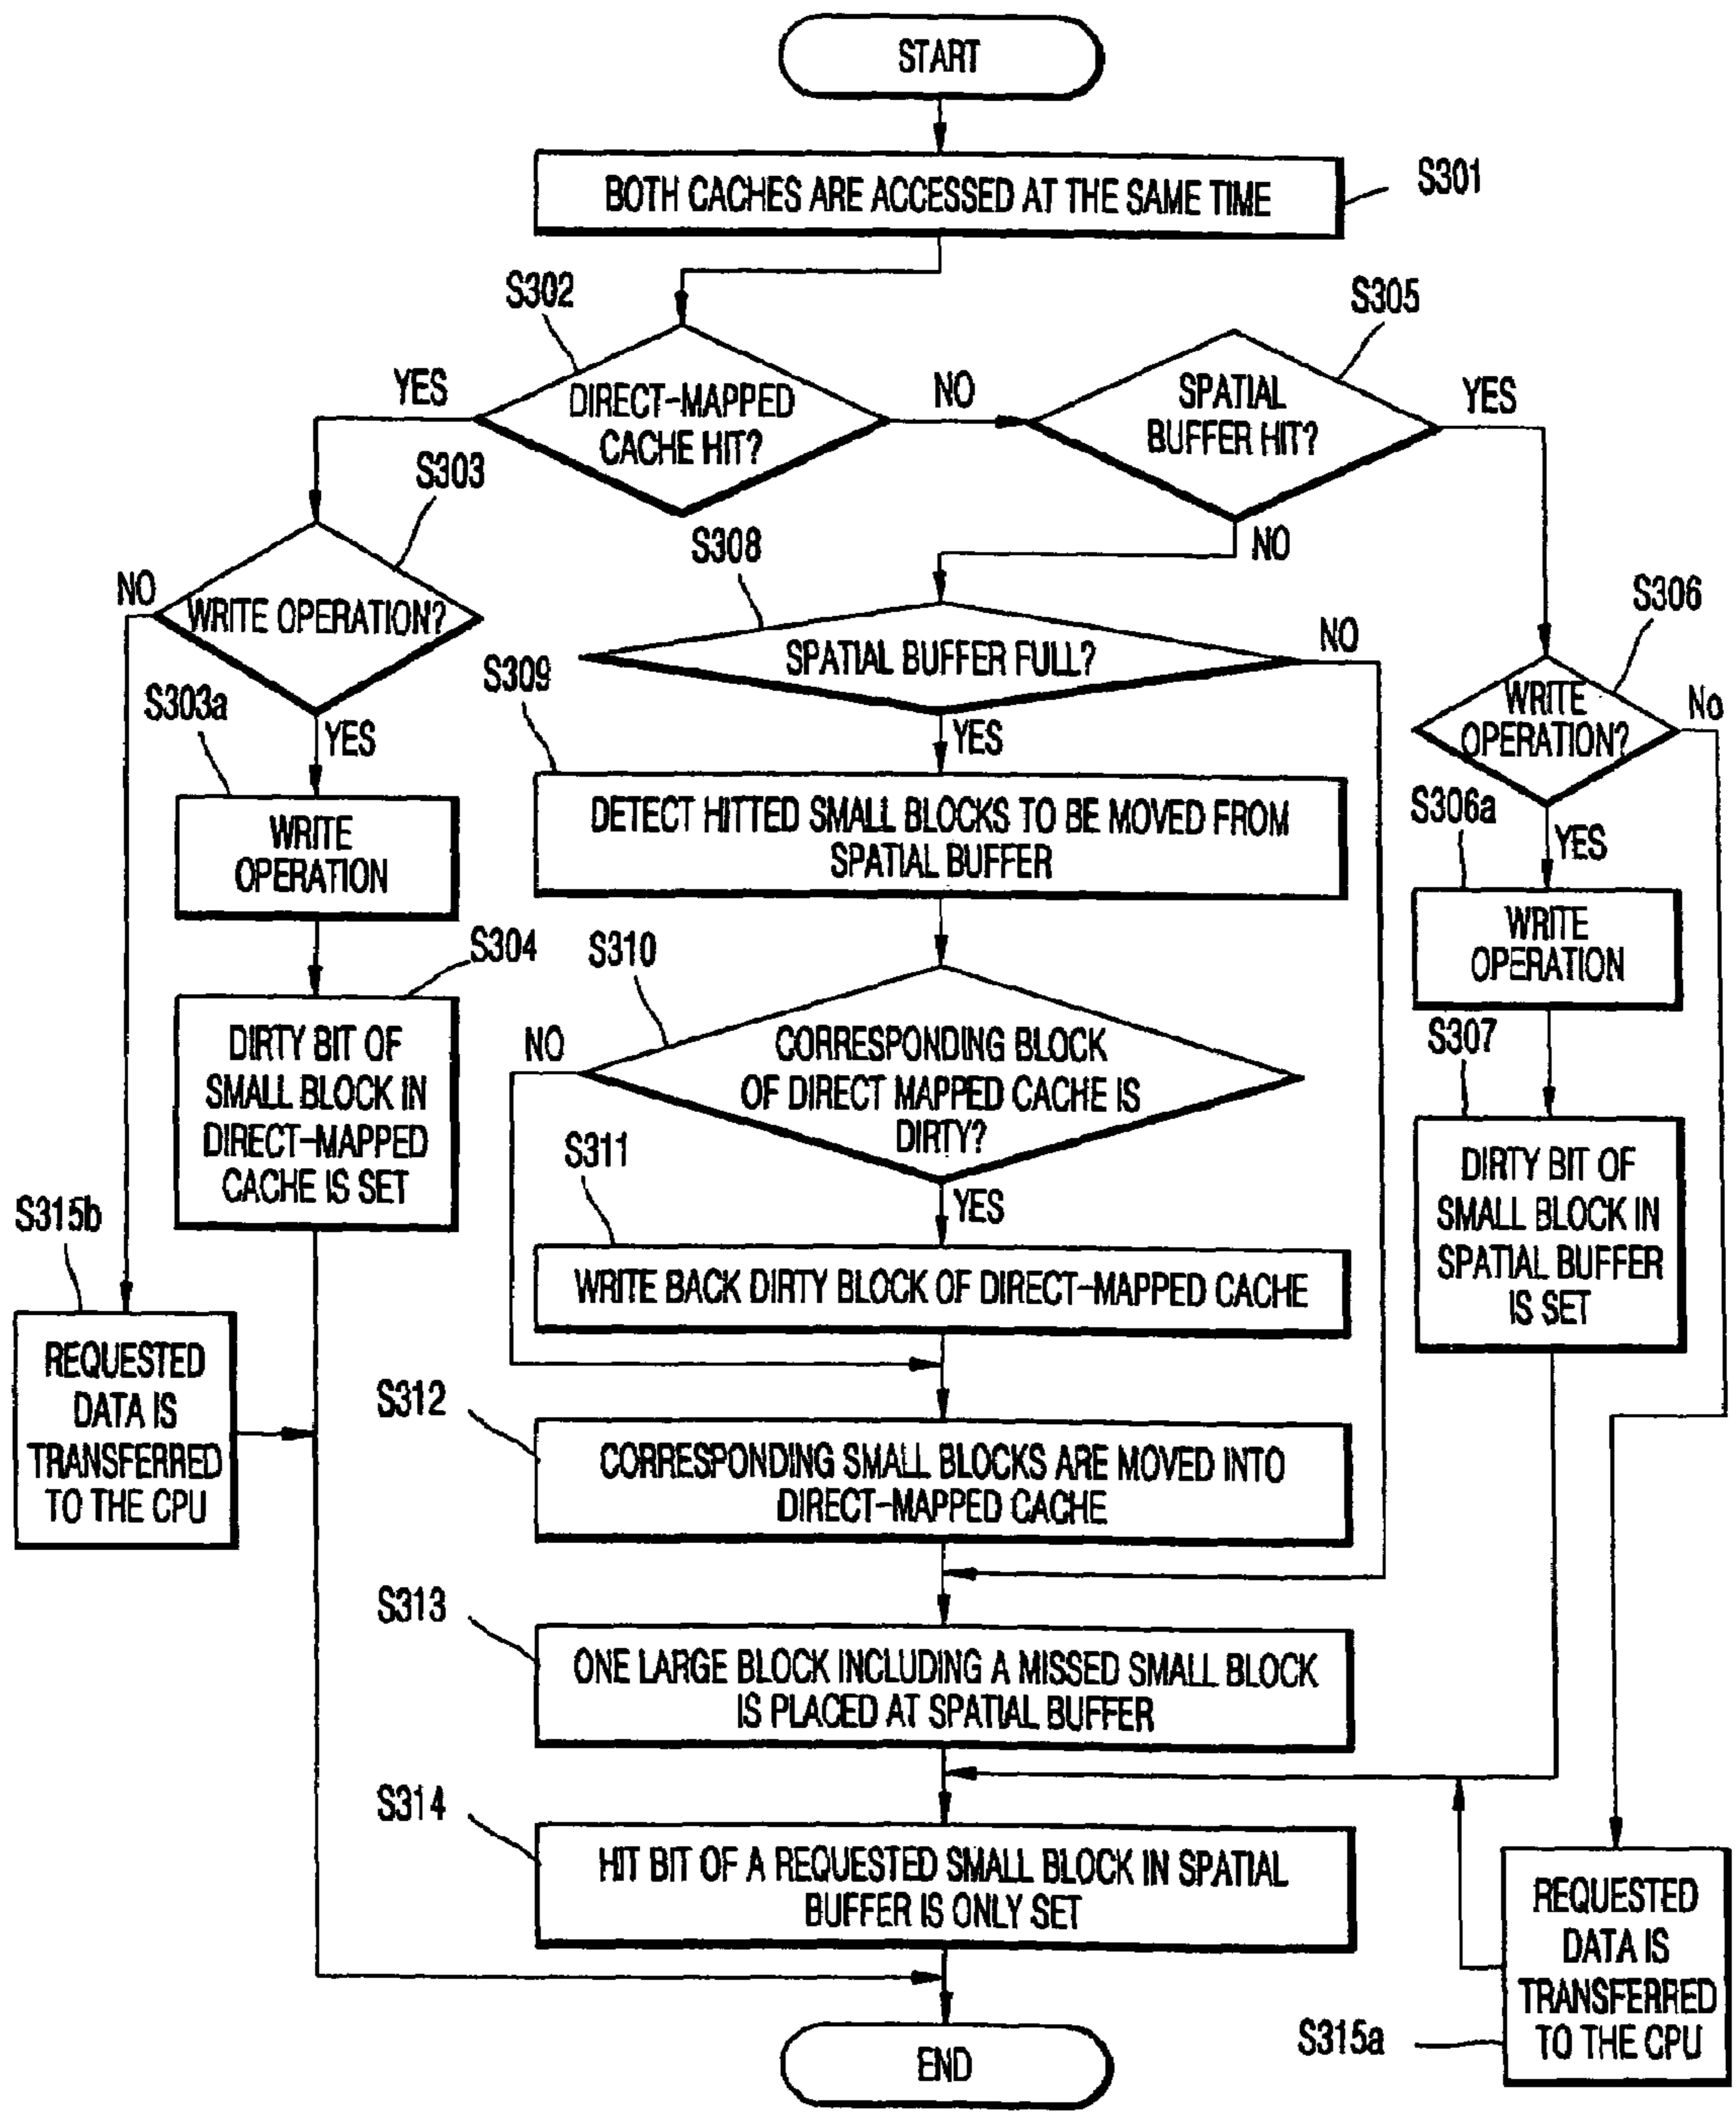 START
BOTH CACHES ARE ACCESSED AT THE SAME TIME
S301
S302
S305
YES
DIRECT-MAPPED
CACHE HIT?
NO
SPATIAL
BUFFER HIT?
YES
S303
S308
NO
NO
WRITE OPERATION?
S306
SPATIAL BUFFER FULL?
NO
S309
S303a
YES
YES
WRITE
OPERATION?
No
WRITE
OPERATION
DETECT HITTED SMALL BLOCKS TO BE MOVED FROM
SPATIAL BUFFER
S306a
YES
S304
S310
WRITE
OPERATION
DIRTY BIT OF
SMALL BLOCK IN
DIRECT-MAPPED
CACHE IS SET
NO
CORRESPONDING BLOCK
OF DIRECT MAPPED CACHE IS
DIRTY?
S307
S311
YES
DIRTY BIT OF
SMALL BLOCK IN
SPATIAL BUFFER
IS SET
S315b
WRITE BACK DIRTY BLOCK OF DIRECT-MAPPED CACHE
REQUESTED
DATA IS
TRANSFERRED
TO THE CPU
S312
CORRESPONDING SMALL BLOCKS ARE MOVED INTO
DIRECT-MAPPED CACHE
S313
ONE LARGE BLOCK INCLUDING A MISSED SMALL BLOCK
IS PLACED AT SPATIAL BUFFER
S314
HIT BIT OF A REQUESTED SMALL BLOCK IN SPATIAL
BUFFER IS ONLY SET
REQUESTED
DATA IS
TRANSFERRED
TO THE CPU
S315a
END